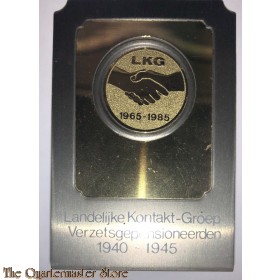 LKG
1965-1985
Landelijke Kontakt-Groep
Verzetsgepensioneerden
1940 - 1945
© The Quartermaster's Store